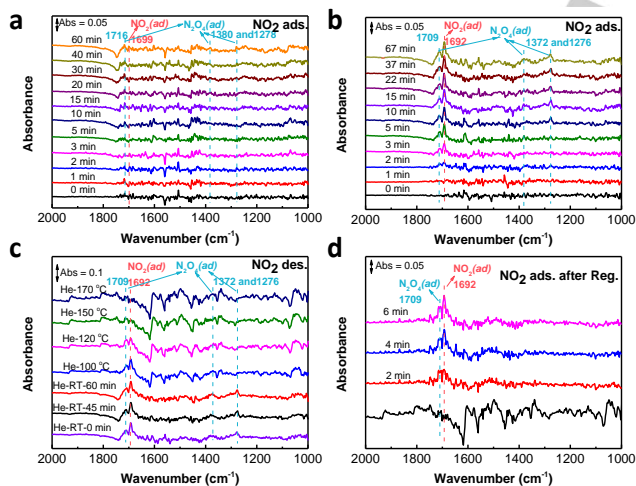 a
Abs = 0.05
NO2(ad)
N2O4(ad)
NO2 ads.
1716
1699
1380 and1278
60 min
40 min
30 min
20 min
15 min
10 min
5 min
3 min
2 min
1 min
0 min
Absorbance
2000 1800 1600 1400 1200 1000
Wavenumber (cm-1)
b
Abs = 0.05
NO2(ad)
N2O4(ad)
NO2 ads.
1709
1692
1372 and1276
67 min
37 min
22 min
15 min
10 min
5 min
3 min
2 min
1 min
0 min
Absorbance
2000 1800 1600 1400 1200 1000
Wavenumber (cm-1)
c
Abs = 0.1
NO2(ad)
N2O4(ad)
NO2 des.
1709
1692
1372 and1276
He-170 °C
He-150 °C
He-120 °C
He-100 °C
He-RT-60 min
He-RT-45 min
He-RT-0 min
Absorbance
2000 1800 1600 1400 1200 1000
Wavenumber (cm-1)
d
Abs = 0.05
NO2(ad)
N2O4(ad)
NO2 ads. after Reg.
1692
1709
6 min
4 min
2 min
Absorbance
2000 1800 1600 1400 1200 1000
Wavenumber (cm-1)